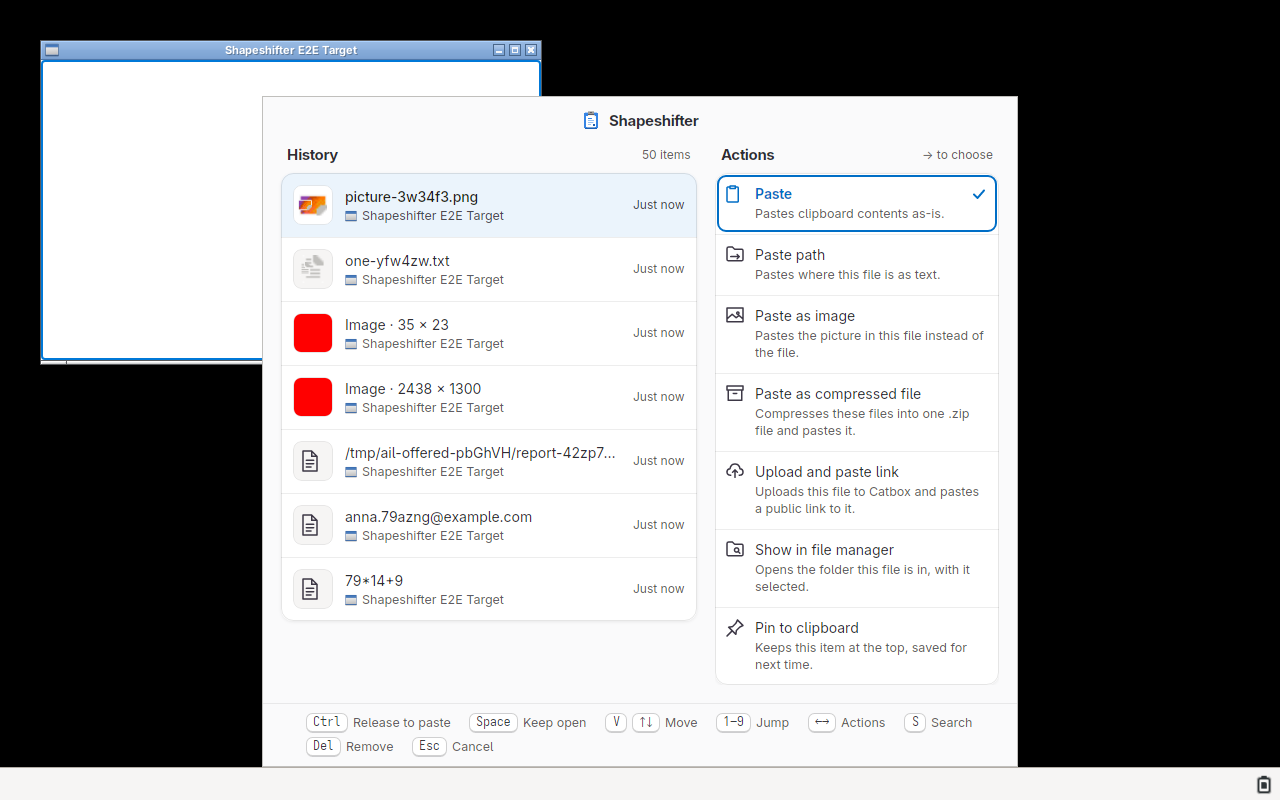 Shapeshifter E2E Target
Shapeshifter
History
50 items
picture-3w34f3.png
Shapeshifter E2E Target
Just now
one-yfw4zw.txt
Shapeshifter E2E Target
Just now
Image · 35 × 23
Shapeshifter E2E Target
Just now
Image · 2438 × 1300
Shapeshifter E2E Target
Just now
/tmp/ail-offered-pbGhVH/report-42zp7...
Shapeshifter E2E Target
Just now
anna.79azng@example.com
Shapeshifter E2E Target
Just now
79*14+9
Shapeshifter E2E Target
Just now
Actions
→ to choose
Paste
Pastes clipboard contents as-is.
Paste path
Pastes where this file is as text.
Paste as image
Pastes the picture in this file instead of
the file.
Paste as compressed file
Compresses these files into one .zip
file and pastes it.
Upload and paste link
Uploads this file to Catbox and pastes
a public link to it.
Show in file manager
Opens the folder this file is in, with it
selected.
Pin to clipboard
Keeps this item at the top, saved for
next time.
Ctrl Release to paste Space Keep open V ↑↓ Move 1–9 Jump ↔ Actions S Search
Del Remove Esc Cancel